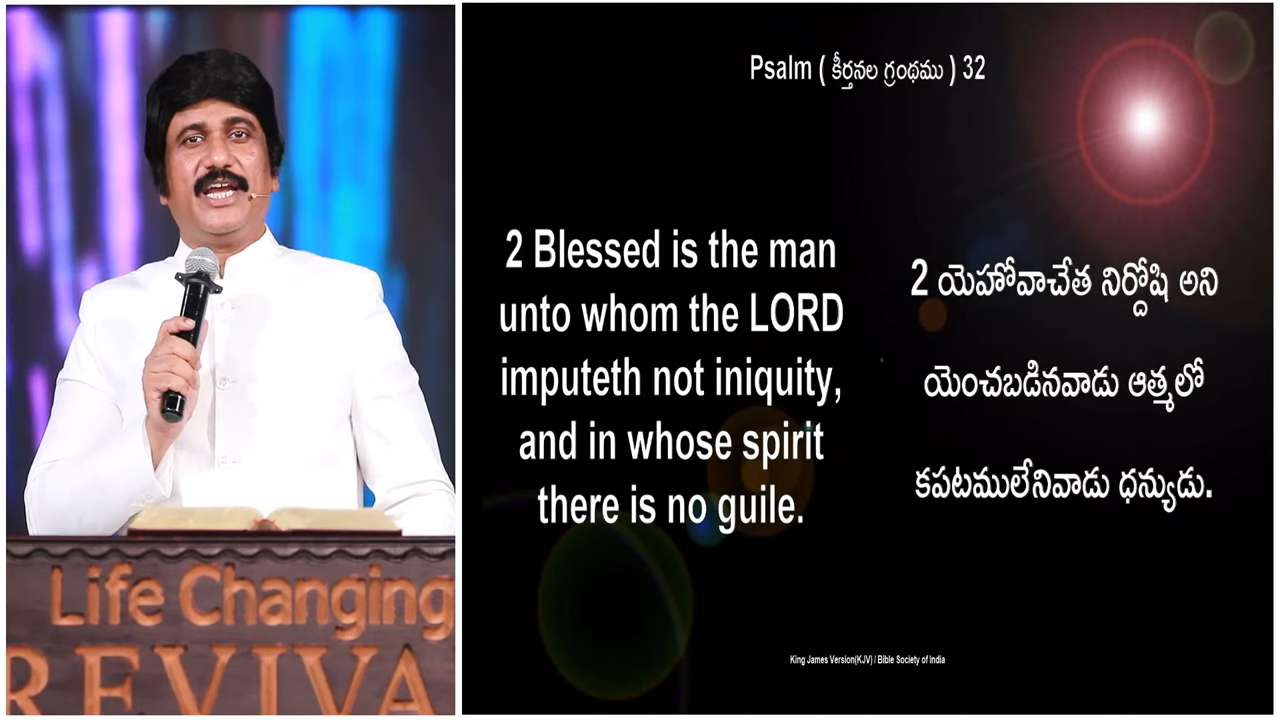 Psalm ( కీర్తనల గ్రంథము ) 32
2 Blessed is the man
unto whom the LORD
imputeth not iniquity,
and in whose spirit
there is no guile.
2 యెహోవాచేత నిర్దోషి అని
యెంచబడినవాడు ఆత్మలో
కపటములేనివాడు ధన్యుడు.
King James Version(KJV) / Bible Society of India
Life Changing
REVIVA